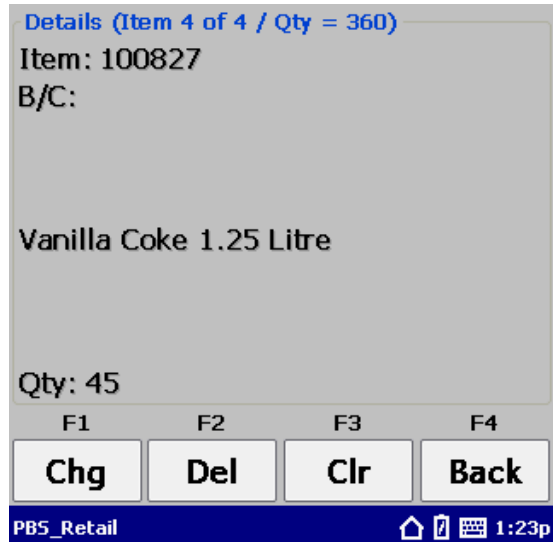 Details (Item 4 of 4 / Qty = 360)
Item: 100827
B/C:
Vanilla Coke 1.25 Litre
Qty: 45
F1 F2 F3 F4
Chg Del Clr Back
PBS_Retail 1:23p